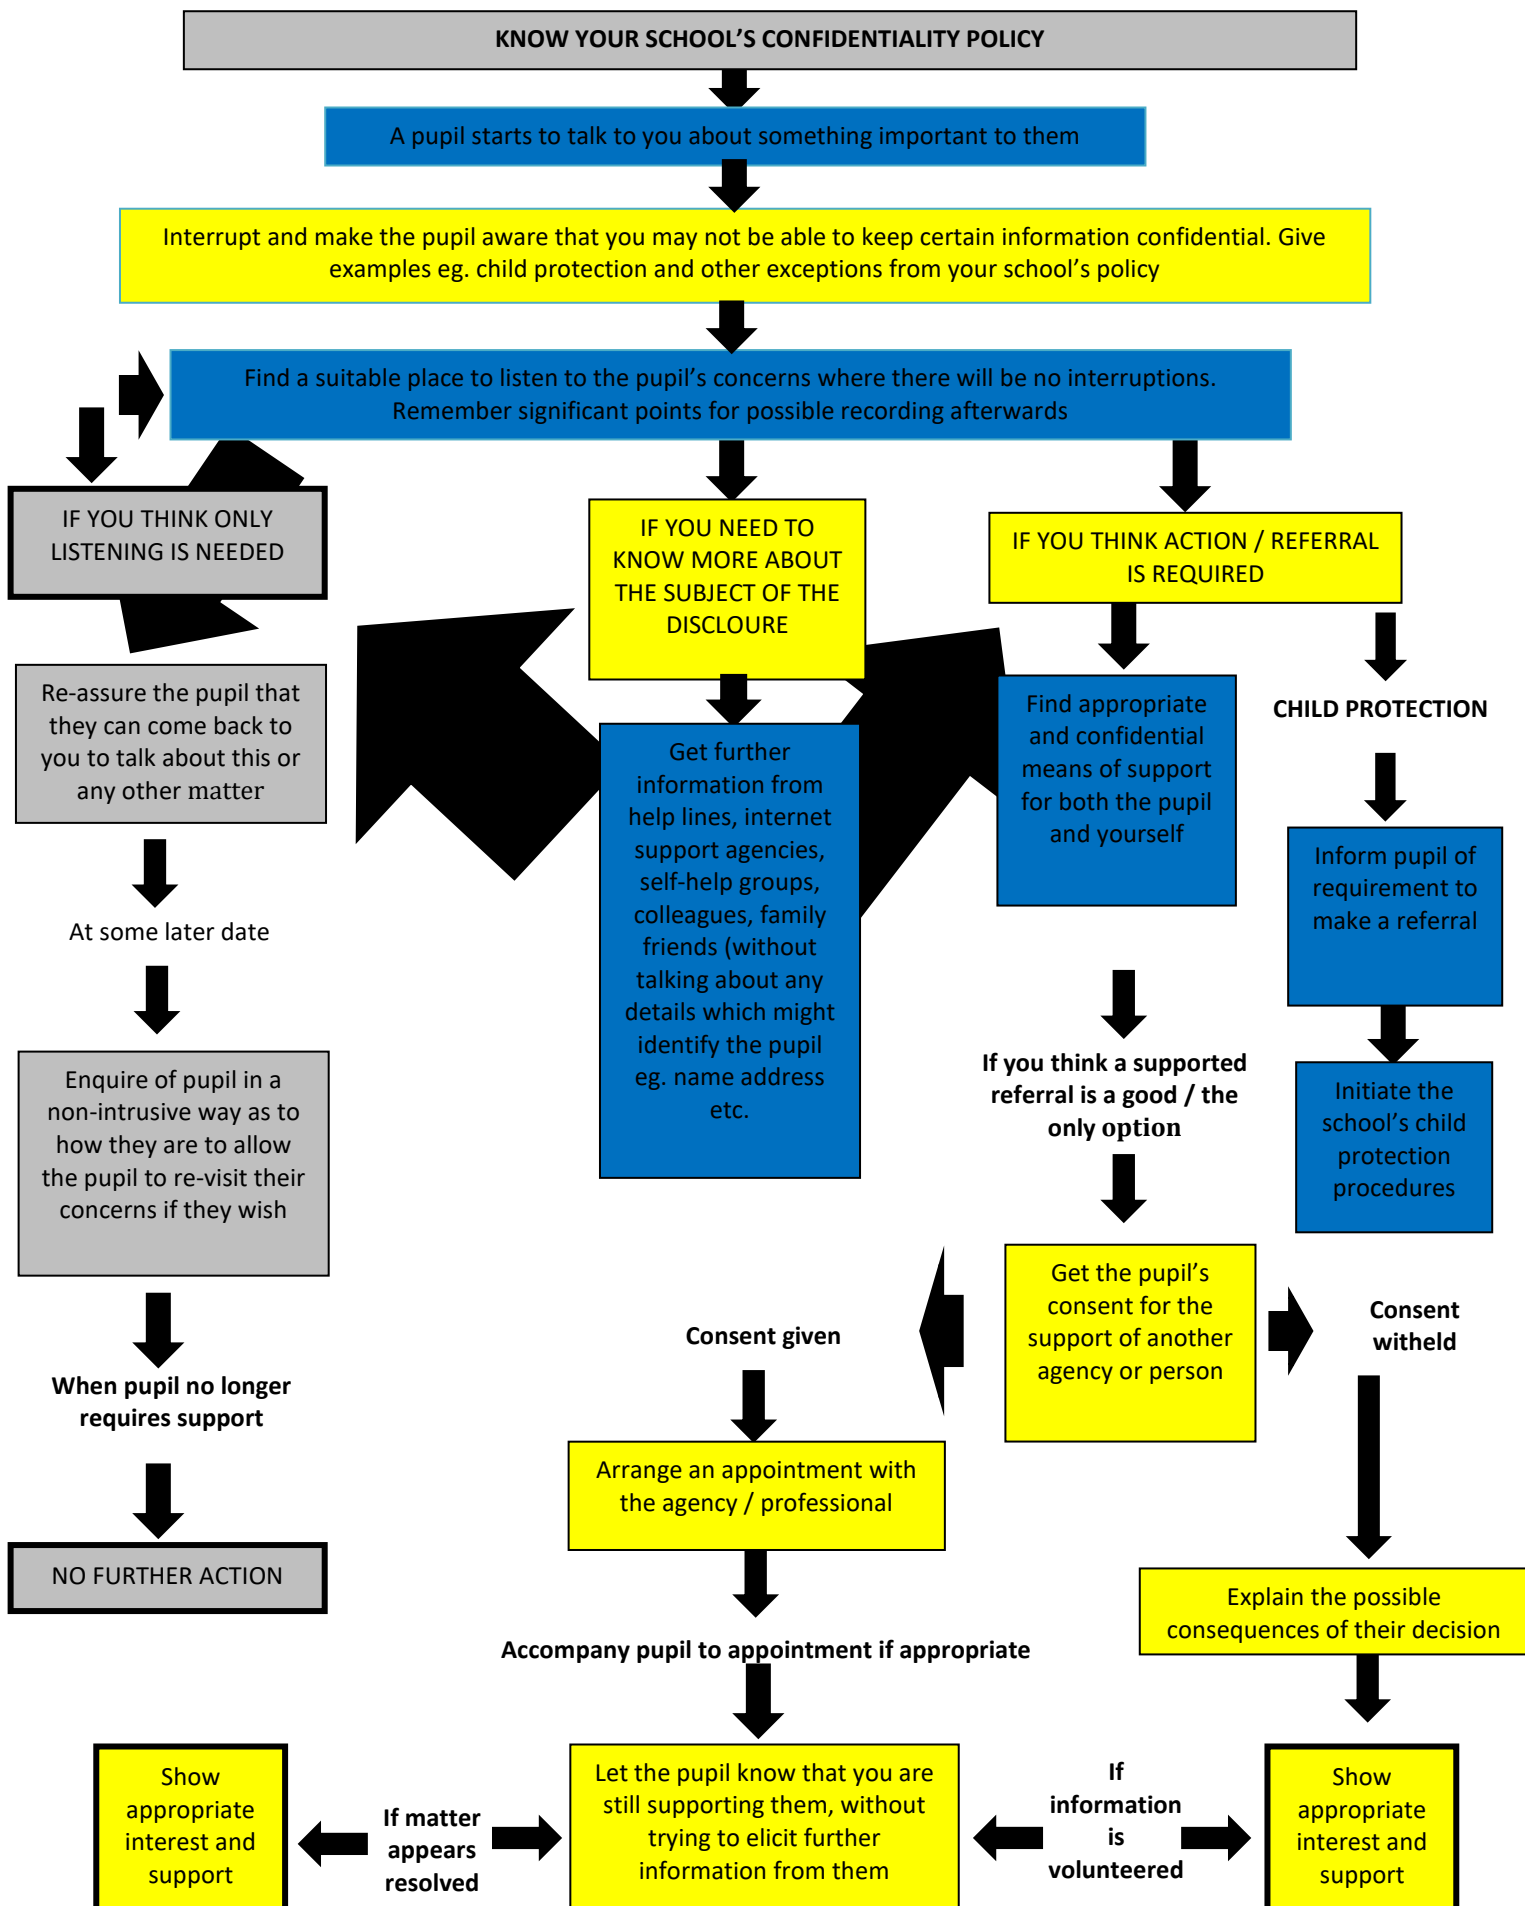 KNOW YOUR SCHOOL'S CONFIDENTIALITY POLICY
A pupil starts to talk to you about something important to them
Interrupt and make the pupil aware that you may not be able to keep certain information confidential. Give
examples eg. child protection and other exceptions from your school's policy
Find a suitable place to listen to the pupil's concerns where there will be no interruptions.
Remember significant points for possible recording afterwards
IF YOU THINK ONLY
LISTENING IS NEEDED
Re-assure the pupil that
they can come back to
you to talk about this or
any other matter
At some later date
Enquire of pupil in a
non-intrusive way as to
how they are to allow
the pupil to re-visit their
concerns if they wish
When pupil no longer
requires support
NO FURTHER ACTION
IF YOU NEED TO
KNOW MORE ABOUT
THE SUBJECT OF THE
DISCLOURE
Get further
information from
help lines, internet
support agencies,
self-help groups,
colleagues, family
friends (without
talking about any
details which might
identify the pupil
eg. name address
etc.
IF YOU THINK ACTION / REFERRAL
IS REQUIRED
Find appropriate
and confidential
means of support
for both the pupil
and yourself
CHILD PROTECTION
Inform pupil of
requirement to
make a referral
Initiate the
school's child
protection
procedures
If you think a supported
referral is a good / the
only option
Get the pupil's
consent for the
support of another
agency or person
Consent given
Consent
witheld
Arrange an appointment with
the agency / professional
Explain the possible
consequences of their decision
Accompany pupil to appointment if appropriate
Show
appropriate
interest and
support
If matter
appears
resolved
Let the pupil know that you are
still supporting them, without
trying to elicit further
information from them
If
information
is
volunteered
Show
appropriate
interest and
support